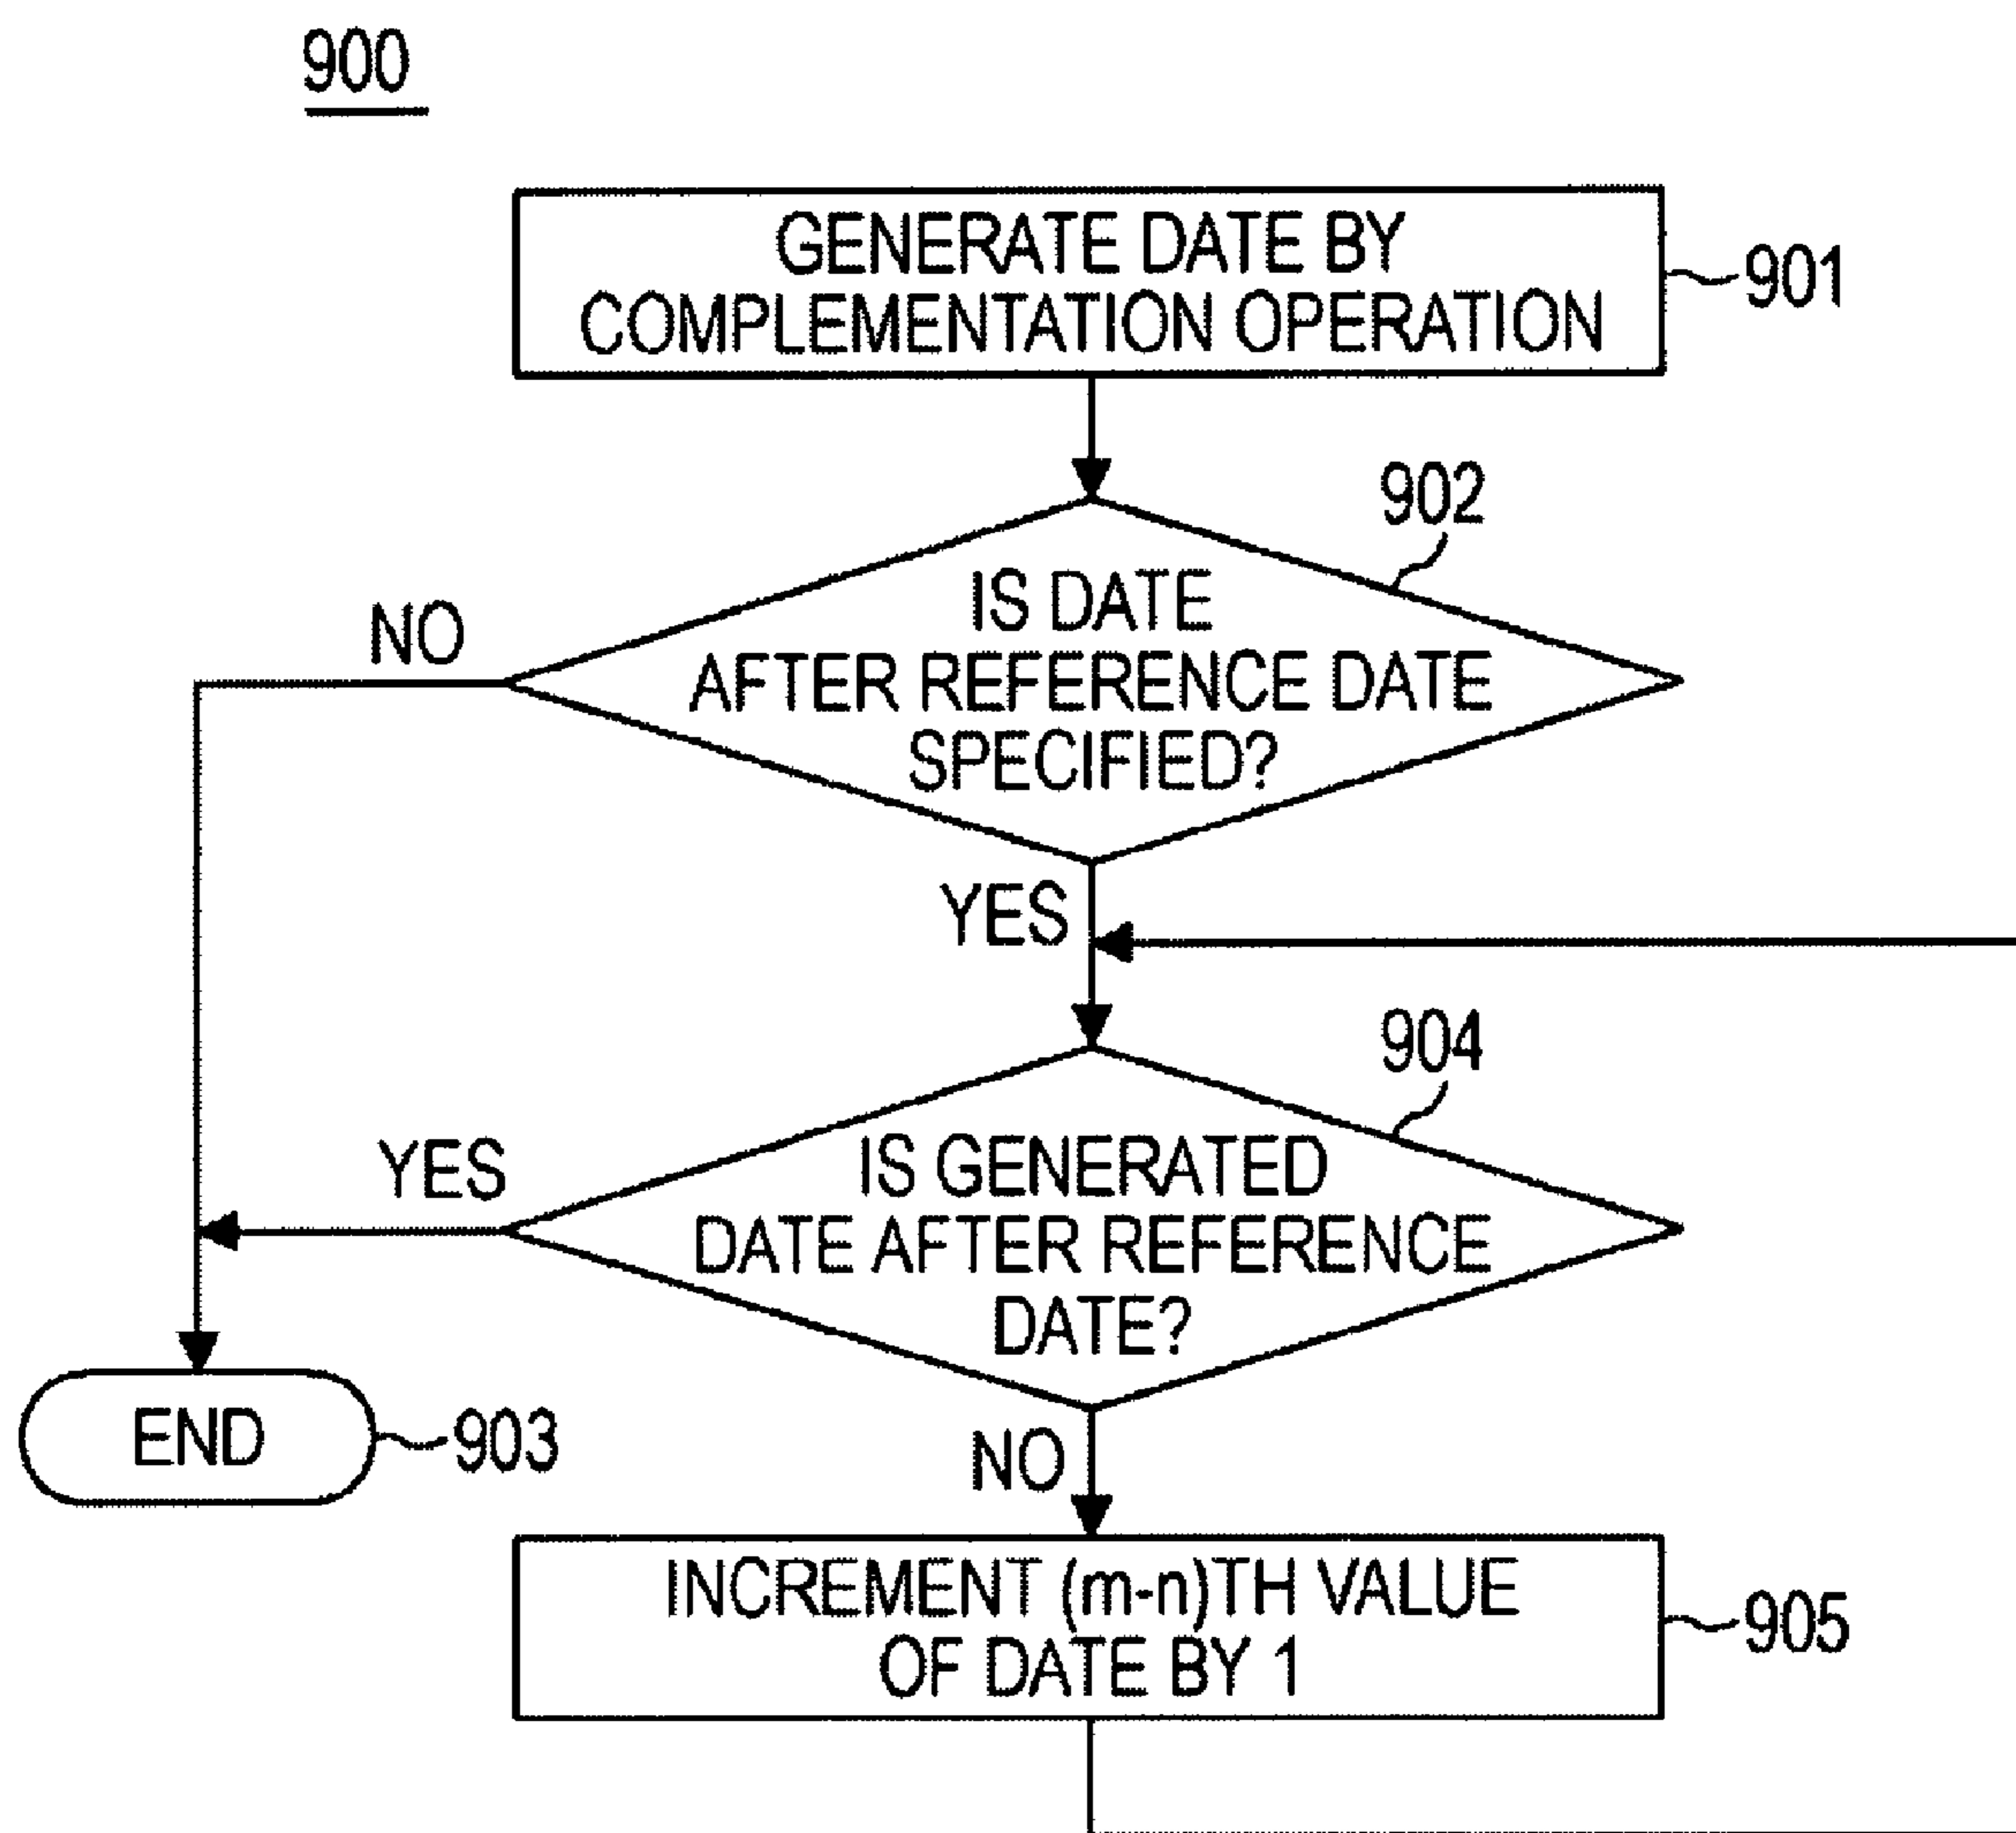 900
GENERATE DATE BY
COMPLEMENTATION OPERATION
901
902
IS DATE
AFTER REFERENCE DATE
SPECIFIED?
NO
YES
904
IS GENERATED
DATE AFTER REFERENCE
DATE?
YES
END
903
NO
INCREMENT (m-n)TH VALUE
OF DATE BY 1
905